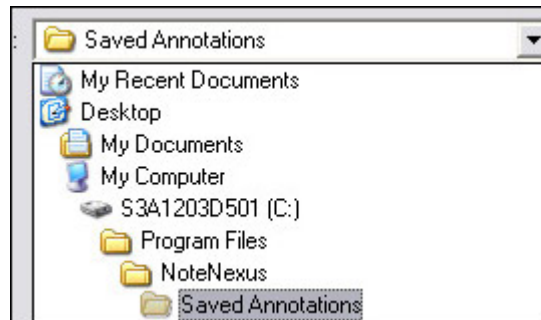 : Saved Annotations
My Recent Documents
Desktop
My Documents
My Computer
S3A1203D501 (C:)
Program Files
NoteNexus
Saved Annotations